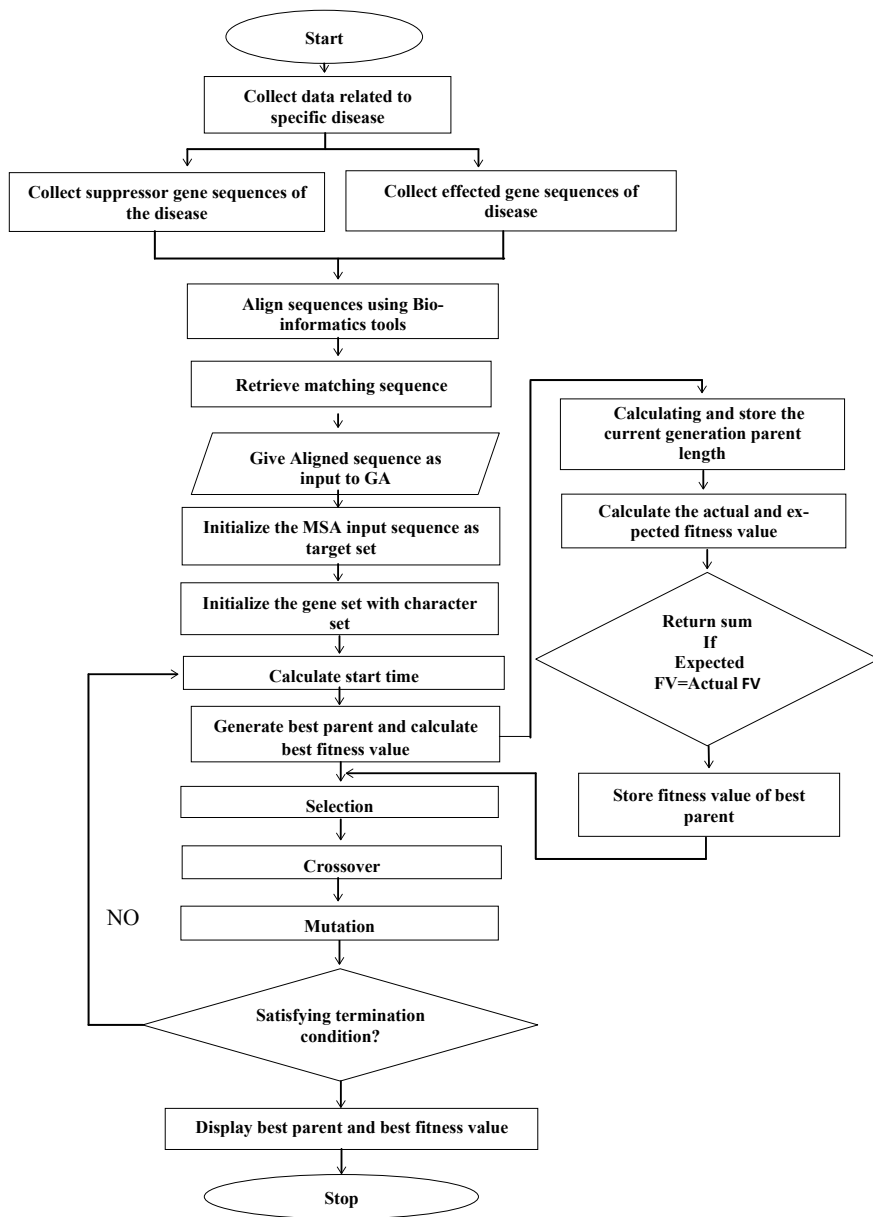 Start
Collect data related to
specific disease
Collect suppressor gene sequences of
the disease
Collect effected gene sequences of
disease
Align sequences using Bio-
informatics tools
Retrieve matching sequence
Give Aligned sequence as
input to GA
Initialize the MSA input sequence as
target set
Initialize the gene set with character
set
Calculate start time
Generate best parent and calculate
best fitness value
Calculating and store the
current generation parent
length
Calculate the actual and ex-
pected fitness value
Return sum
If
Expected
FV=Actual FV
Store fitness value of best
parent
Selection
Crossover
Mutation
NO
Satisfying termination
condition?
Display best parent and best fitness value
Stop